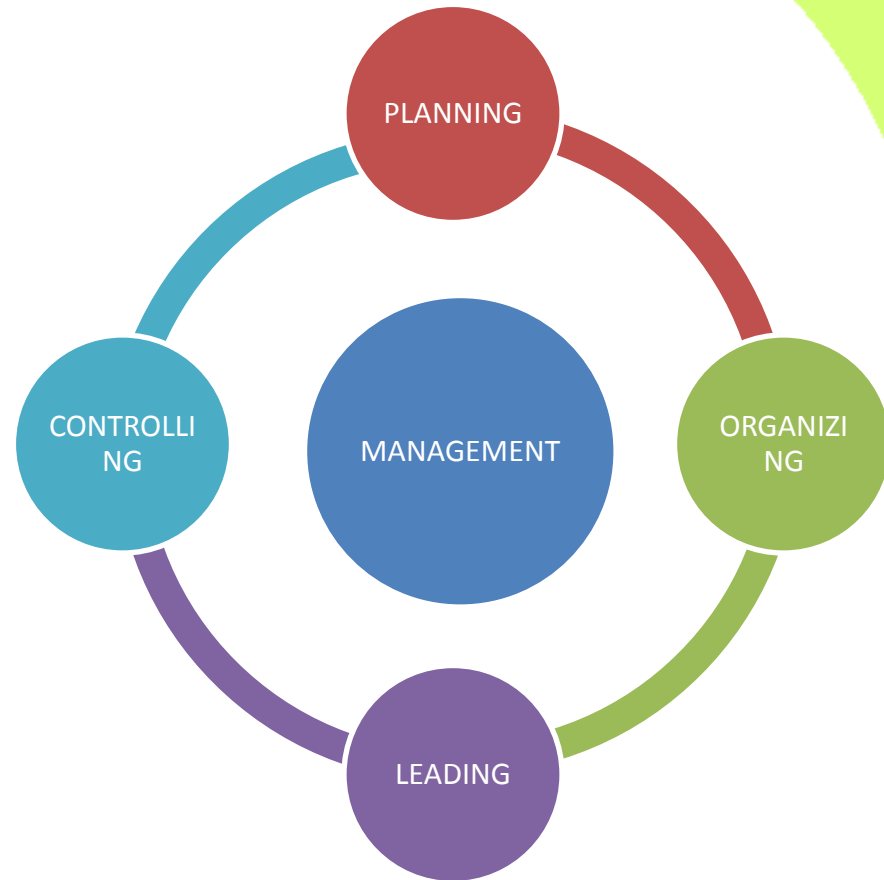 PLANNING
CONTROLLI
NG
MANAGEMENT
ORGANIZI
NG
LEADING